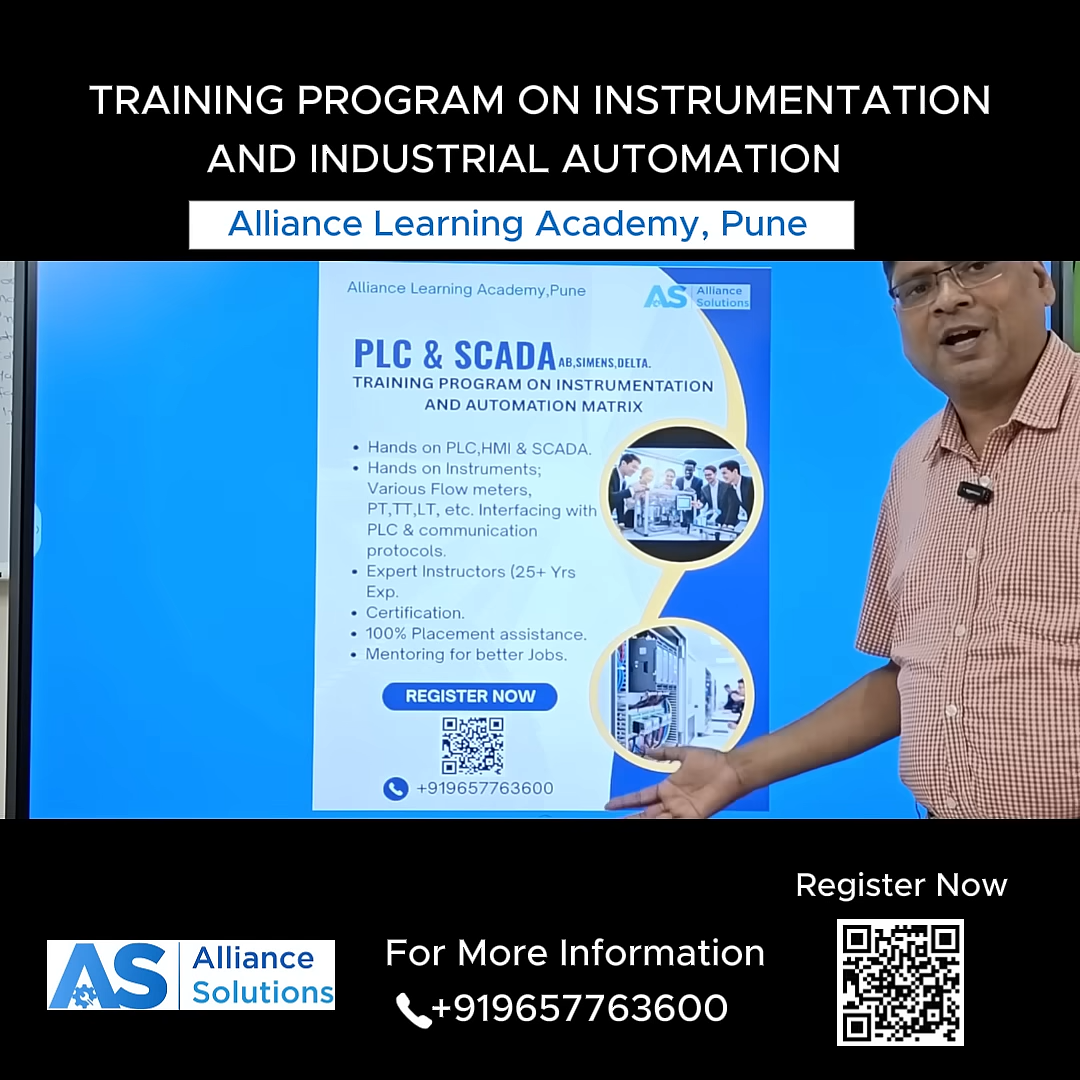 TRAINING PROGRAM ON INSTRUMENTATION
AND INDUSTRIAL AUTOMATION
Alliance Learning Academy, Pune
Alliance Learning Academy,Pune
AS Alliance
Solutions
PLC & SCADA AB,SIMENS,DELTA.
TRAINING PROGRAM ON INSTRUMENTATION
AND AUTOMATION MATRIX
• Hands on PLC,HMI & SCADA.
• Hands on Instruments;
Various Flow meters,
PT,TT,LT, etc. Interfacing with
PLC & communication
protocols.
• Expert Instructors (25+ Yrs
Exp.
• Certification.
• 100% Placement assistance.
• Mentoring for better Jobs.
REGISTER NOW
+919657763600
Register Now
AS Alliance
Solutions
For More Information
+919657763600